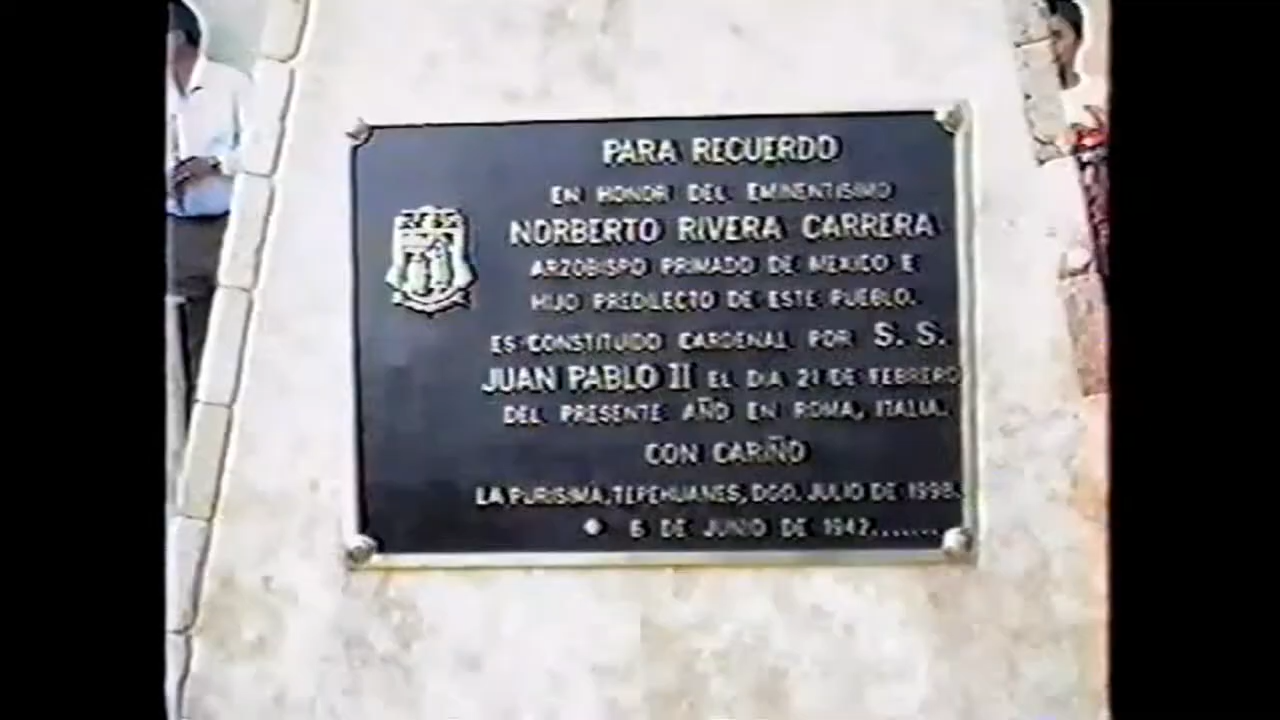 PARA RECUERDO
EN HONOR DEL EMINENTISIMO
NORBERTO RIVERA CARRERA
ARZOBISPO PRIMADO DE MEXICO E
HIJO PREDILECTO DE ESTE PUEBLO.
ES CONSTITUIDO CARDENAL POR S. S.
JUAN PABLO II EL DIA 21 DE FEBRERO
DEL PRESENTE AÑO EN ROMA, ITALIA.
CON CARIÑO
LA PURISIMA, TEPEHUANES, DGO. JULIO DE 1998.
6 DE JUNIO DE 1942.......